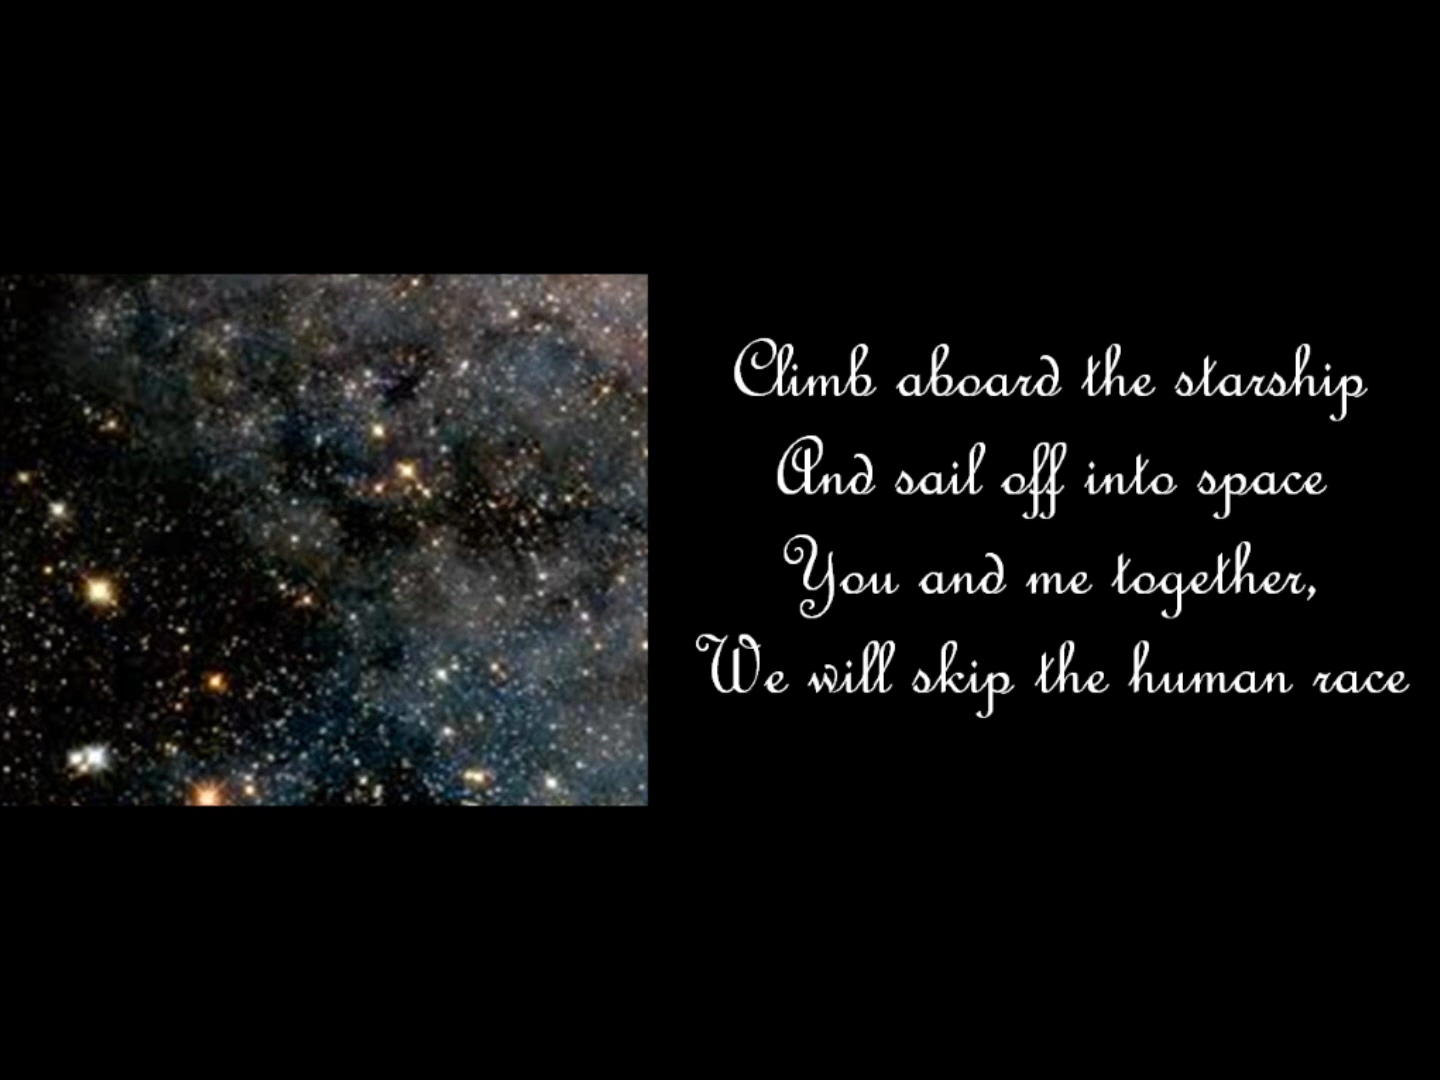 Climb aboard the starship
And sail off into space
You and me together,
We will skip the human race